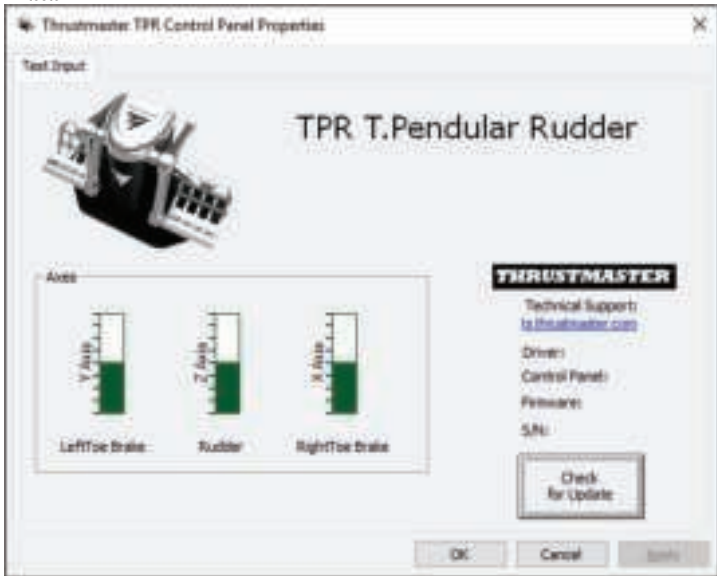 Thrustmaster TPR Control Panel Properties
Test Input
TPR T.Pendular Rudder
Axes
Y Axis
Z Axis
X Axis
LeftToe Brake
Rudder
RightToe Brake
THRUSTMASTER
Technical Support:
ts.thrustmaster.com
Driver:
Control Panel:
Firmware:
S/N:
Check
for Update
OK
Cancel
Apply